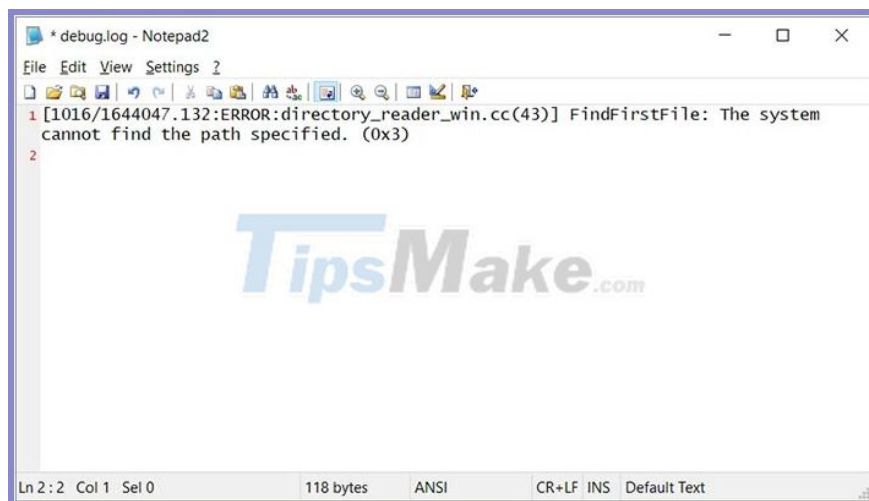 * debug.log - Notepad2
File Edit View Settings ?
1 [1016/1644047.132:ERROR:directory_reader_win.cc(43)] FindFirstFile: The system
cannot find the path specified. (0x3)
2
TipsMake.com
Ln 2 : 2 Col 1 Sel 0 118 bytes ANSI CR+LF INS Default Text